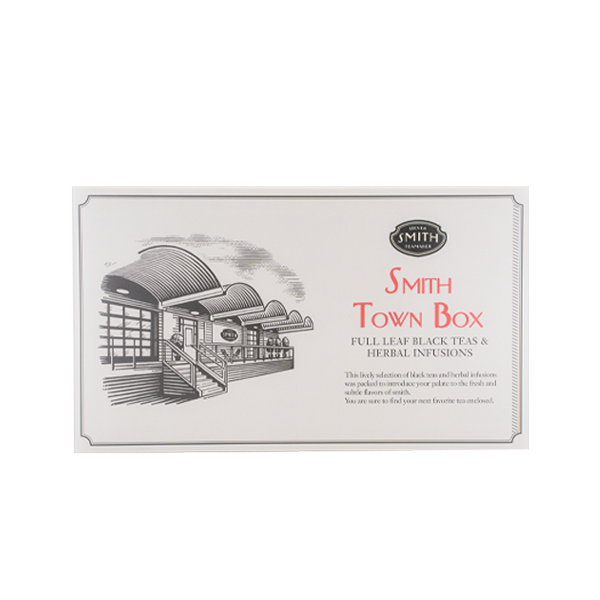 STEVEN
SMITH
TEAMAKER
SMITH
TOWN BOX
FULL LEAF BLACK TEAS &
HERBAL INFUSIONS
This lively selection of black teas and herbal infusions
was packed to introduce your palate to the fresh and
subtle flavors of smith.
You are sure to find your next favorite tea enclosed.
SMITH